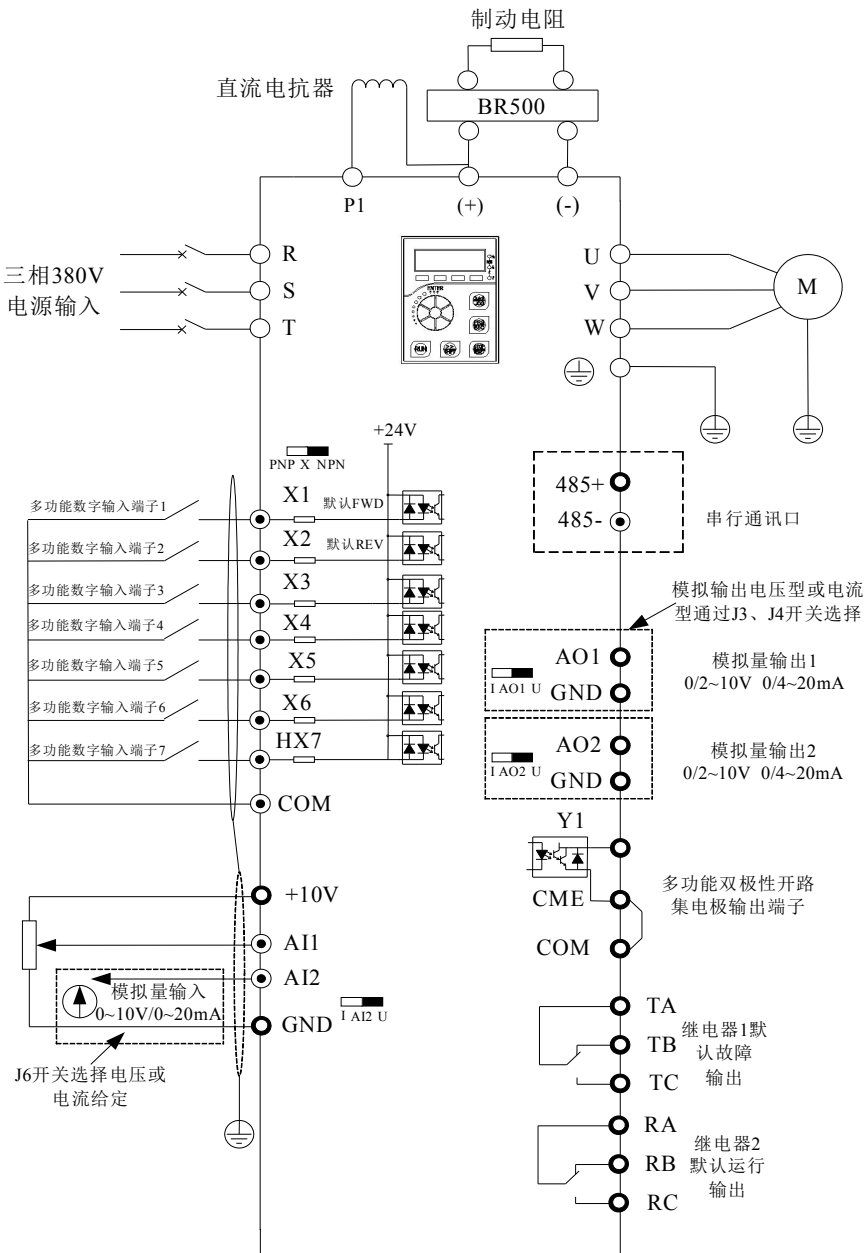 制动电阻
直流电抗器
BR500
P1
(+)
(-)
三相380V
电源输入
R
S
T
ENTER
RUN
U
V
W
M
+24V
PNP X NPN
X1
默认FWD
多功能数字输入端子1
X2
默认REV
多功能数字输入端子2
X3
多功能数字输入端子3
X4
多功能数字输入端子4
X5
多功能数字输入端子5
X6
多功能数字输入端子6
HX7
多功能数字输入端子7
COM
+10V
AI1
AI2
模拟量输入
0~10V/0~20mA
GND
I AI2 U
J6开关选择电压或
电流给定
485+
485-
串行通讯口
模拟输出电压型或电流
型通过J3、J4开关选择
AO1
I AO1 U
GND
模拟量输出1
0/2~10V 0/4~20mA
AO2
I AO2 U
GND
模拟量输出2
0/2~10V 0/4~20mA
Y1
CME
COM
多功能双极性开路
集电极输出端子
TA
TB
TC
继电器1默
认故障
输出
RA
RB
RC
继电器2
默认运行
输出